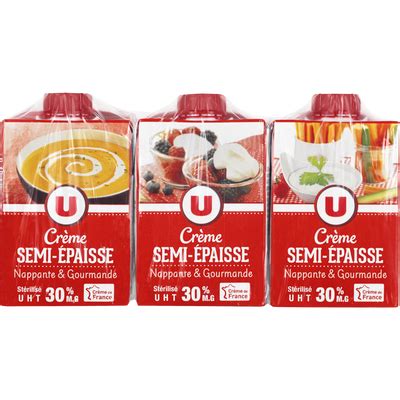 U
Crème
SEMI-ÉPAISSE
Nappante & Gourmande
Stérilisé
UHT
30% M.G
Crème de
France
U
Crème
SEMI-ÉPAISSE
Nappante & Gourmande
Stérilisé
UHT
30% M.G
Crème de
France
U
Crème
SEMI-ÉPAISSE
Nappante & Gourmande
Stérilisé
UHT
30% M.G
Crème de
France